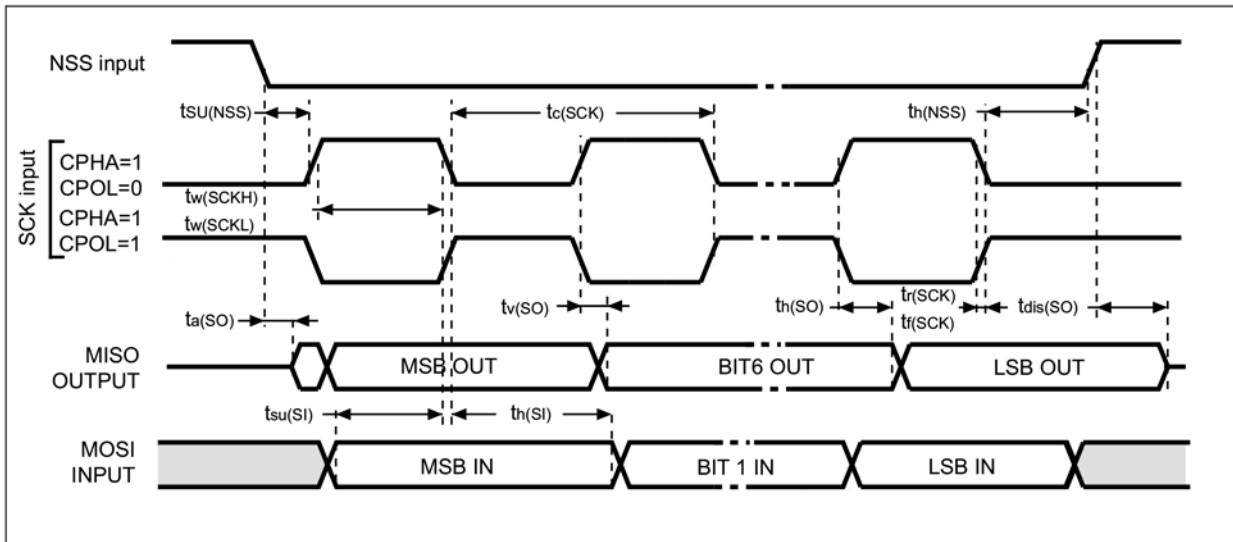 NSS input
tSU(NSS)
tc(SCK)
th(NSS)
SCK input
CPHA=1
CPOL=0
tw(SCKH)
CPHA=1
tw(SCKL)
CPOL=1
ta(SO)
tv(SO)
th(SO)
tr(SCK)
tf(SCK)
tdis(SO)
MISO
OUTPUT
MSB OUT
BIT6 OUT
LSB OUT
tsu(SI)
th(SI)
MOSI
INPUT
MSB IN
BIT 1 IN
LSB IN